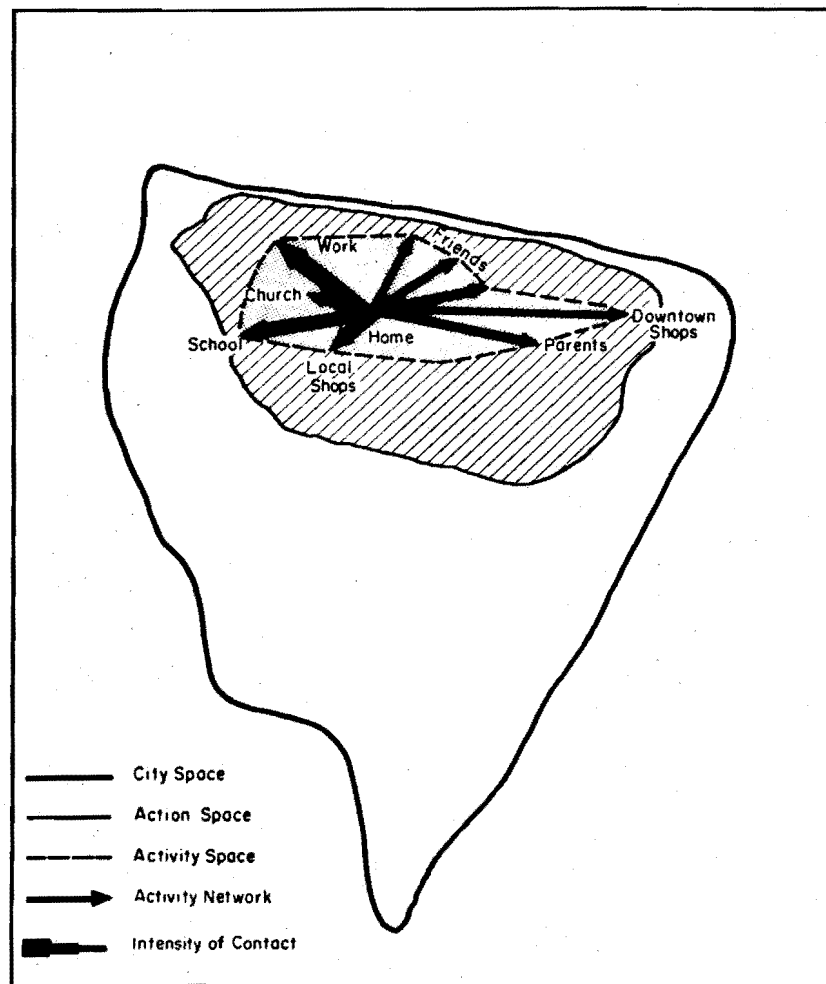 Work
Friends
Church
School
Home
Local
Shops
Parents
Downtown
Shops
City Space
Action Space
Activity Space
Activity Network
Intensity of Contact